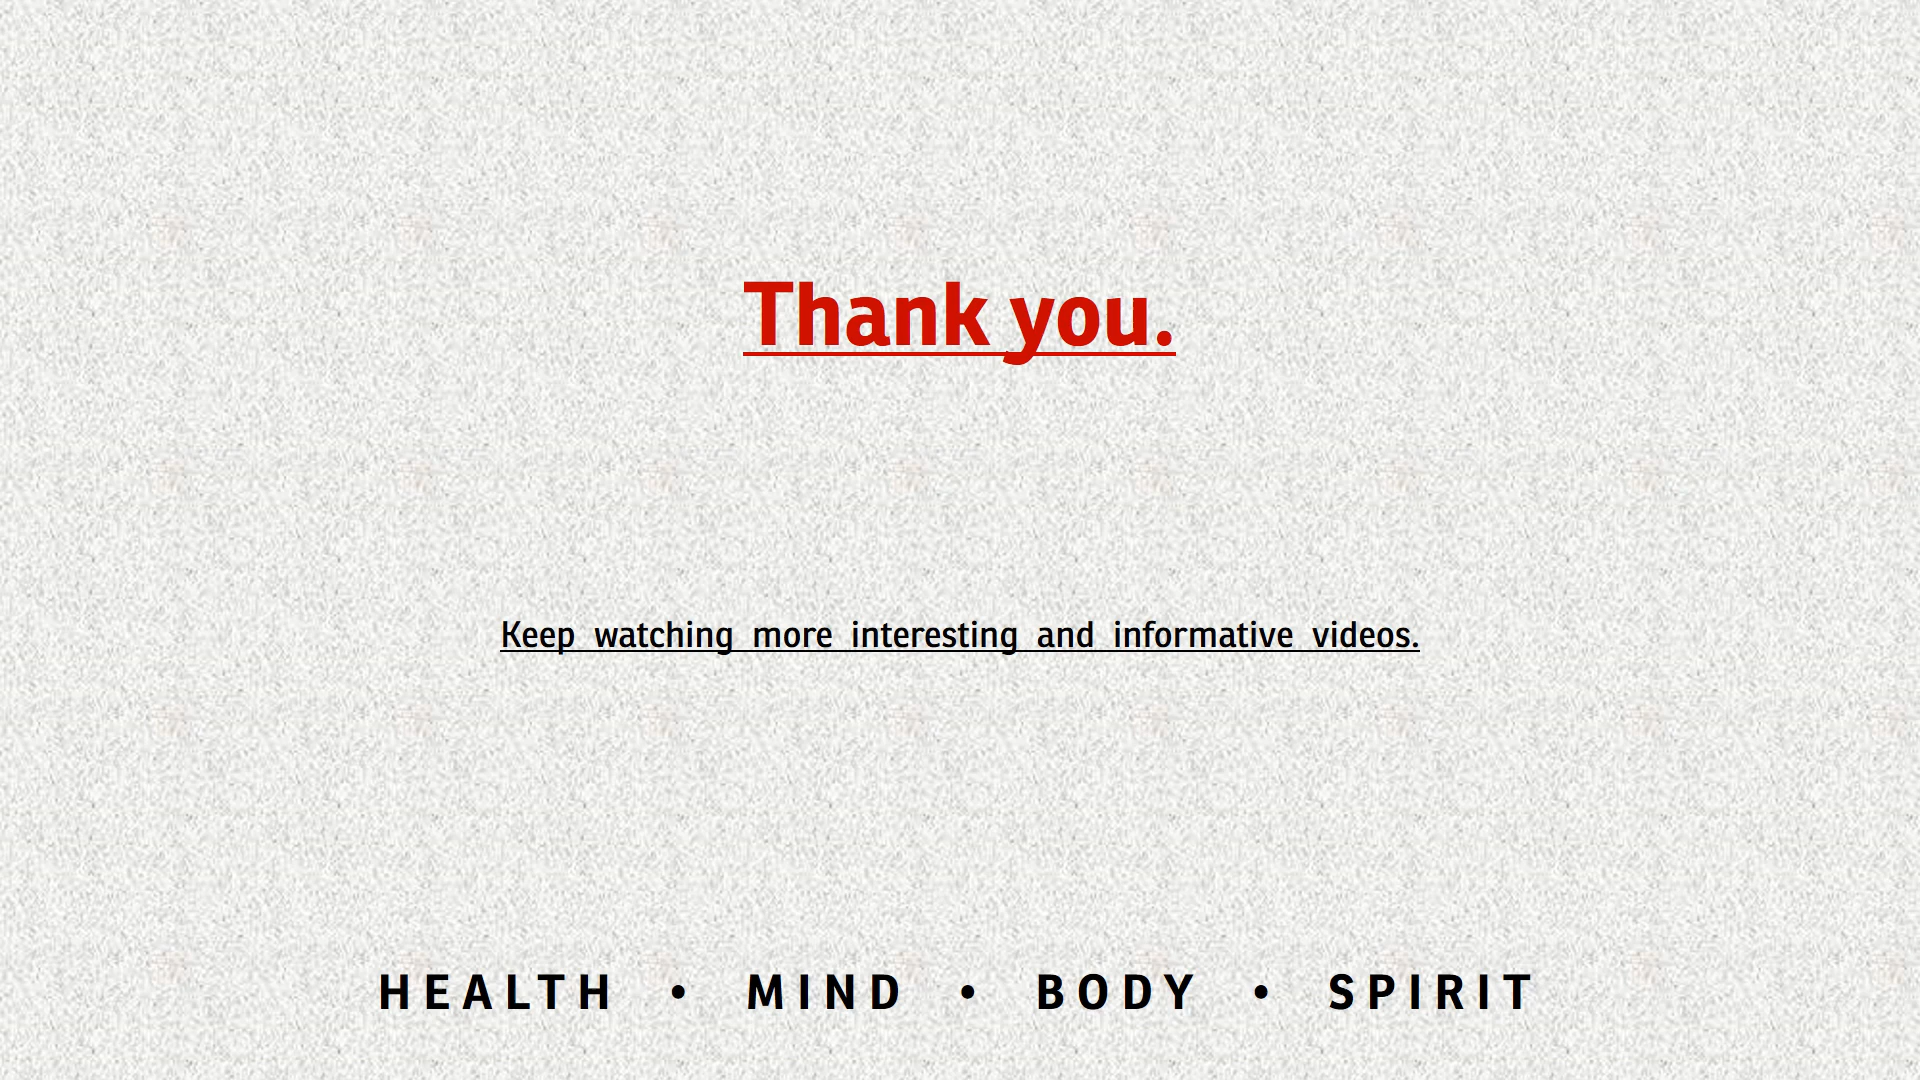 Thank you.
Keep watching more interesting and informative videos.
HEALTH • MIND • BODY • SPIRIT